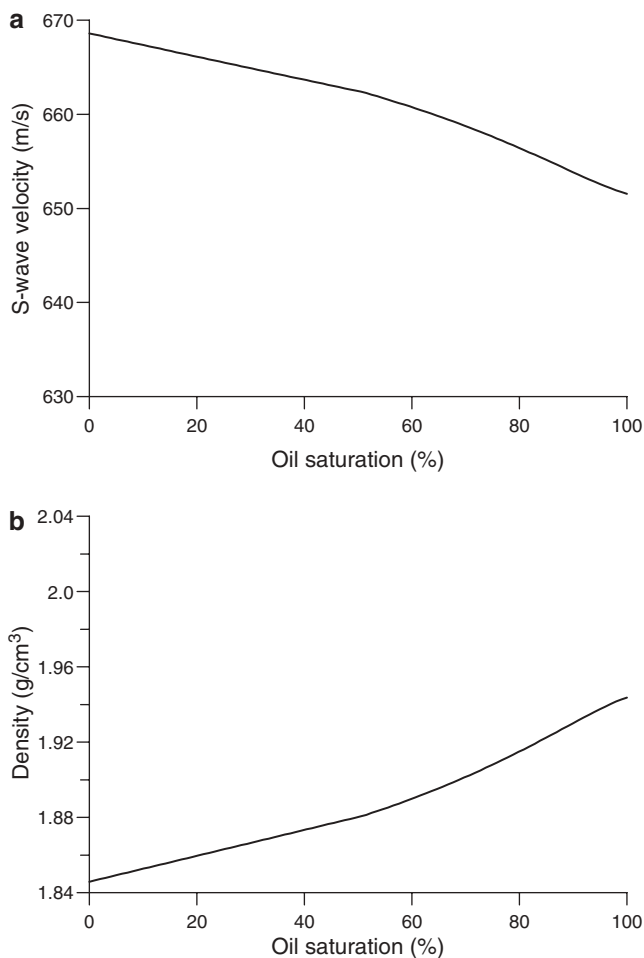 a
S-wave velocity (m/s)
670
660
650
640
630
0 20 40 60 80 100
Oil saturation (%)
b
Density (g/cm³)
2.04
2.0
1.96
1.92
1.88
1.84
0 20 40 60 80 100
Oil saturation (%)